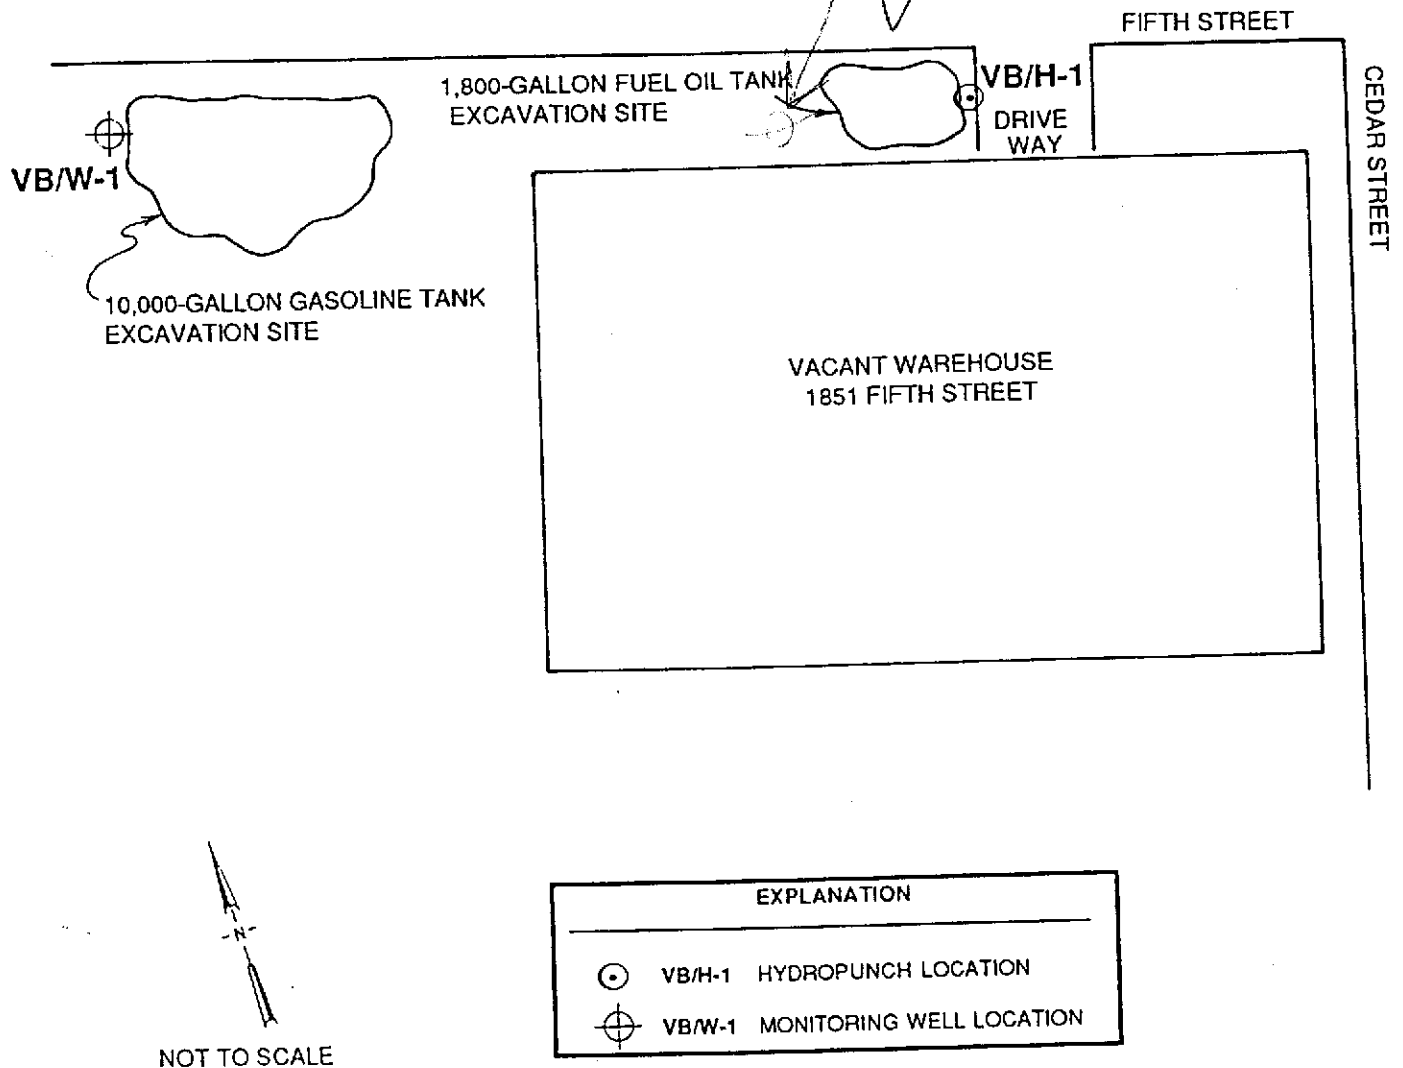 FIFTH STREET
CEDAR STREET
1,800-GALLON FUEL OIL TANK
EXCAVATION SITE
VB/H-1
DRIVE
WAY
VB/W-1
10,000-GALLON GASOLINE TANK
EXCAVATION SITE
VACANT WAREHOUSE
1851 FIFTH STREET
-N-
NOT TO SCALE
EXPLANATION
VB/H-1 HYDROPUNCH LOCATION
VB/W-1 MONITORING WELL LOCATION